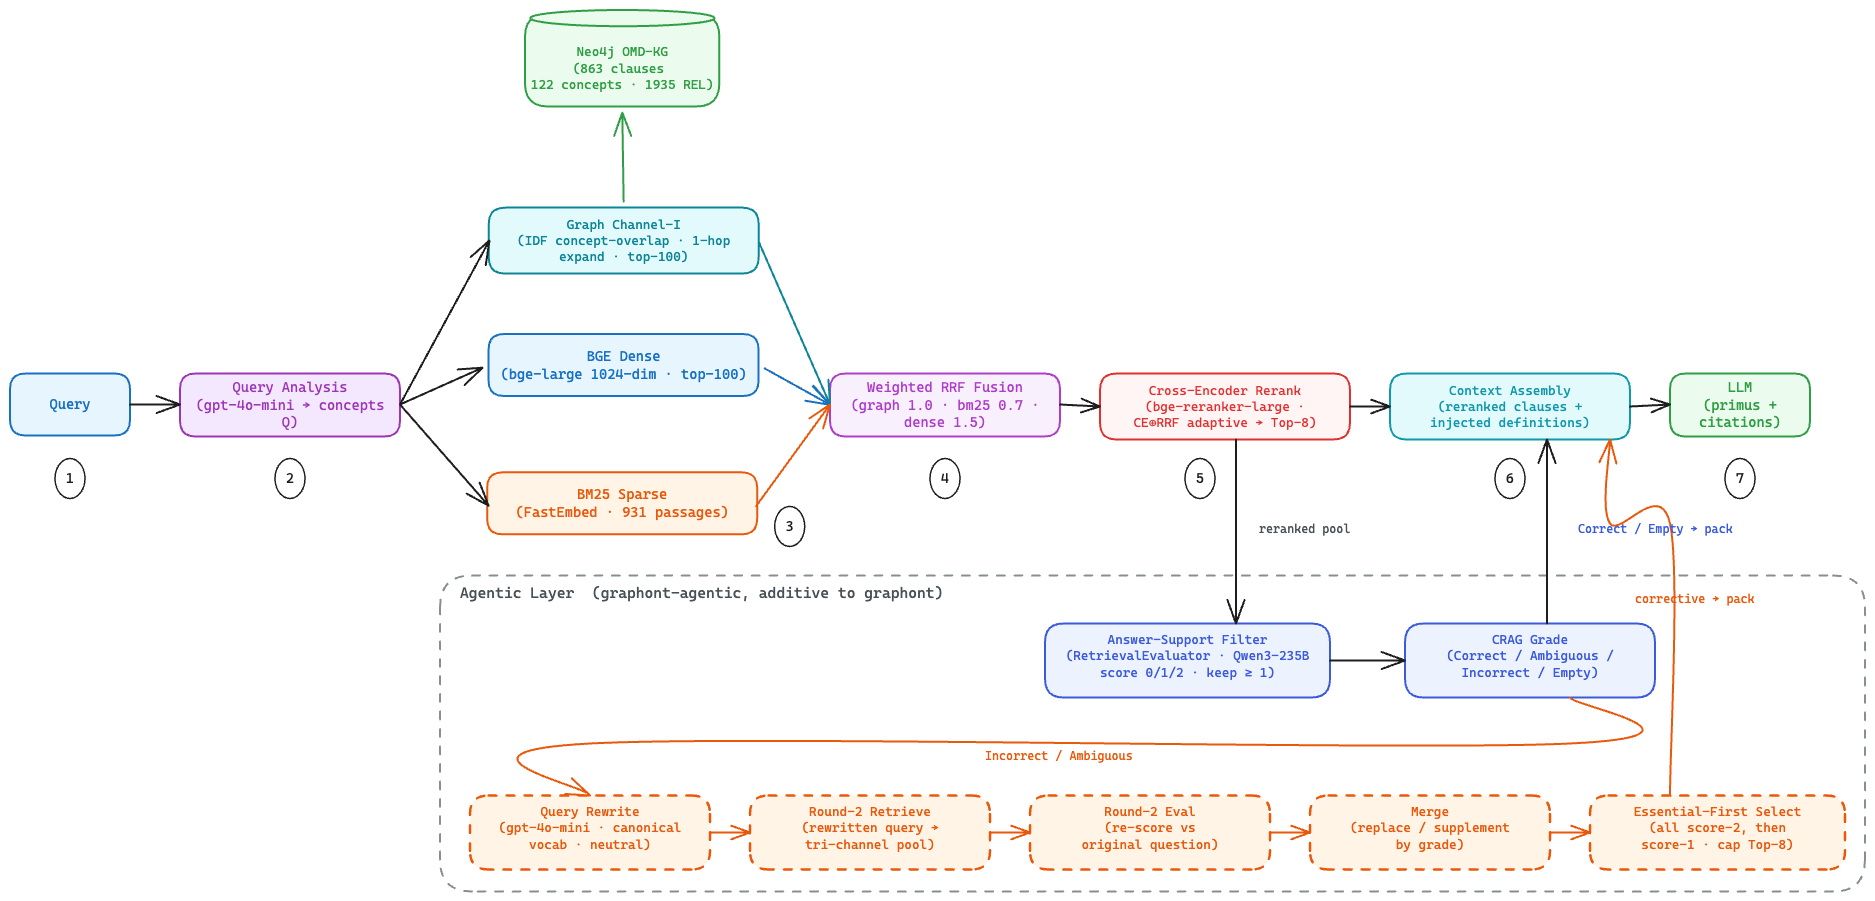 Neo4j OMD-KG
(863 clauses
122 concepts · 1935 REL)
Graph Channel-I
(IDF concept-overlap · 1-hop
expand · top-100)
BGE Dense
(bge-large 1024-dim · top-100)
BM25 Sparse
(FastEmbed · 931 passages)
3
Query
1
Query Analysis
(gpt-4o-mini → concepts
Q)
2
Weighted RRF Fusion
(graph 1.0 · bm25 0.7 ·
dense 1.5)
4
Cross-Encoder Rerank
(bge-reranker-large ·
CE⊕RRF adaptive → Top-8)
5
Context Assembly
(reranked clauses +
injected definitions)
6
LLM
(primus +
citations)
7
reranked pool
Correct / Empty → pack
Agentic Layer (graphont-agentic, additive to graphont)
corrective → pack
Answer-Support Filter
(RetrievalEvaluator · Qwen3-235B
score 0/1/2 · keep ≥ 1)
CRAG Grade
(Correct / Ambiguous /
Incorrect / Empty)
Incorrect / Ambiguous
Query Rewrite
(gpt-4o-mini · canonical
vocab · neutral)
Round-2 Retrieve
(rewritten query →
tri-channel pool)
Round-2 Eval
(re-score vs
original question)
Merge
(replace / supplement
by grade)
Essential-First Select
(all score-2, then
score-1 · cap Top-8)